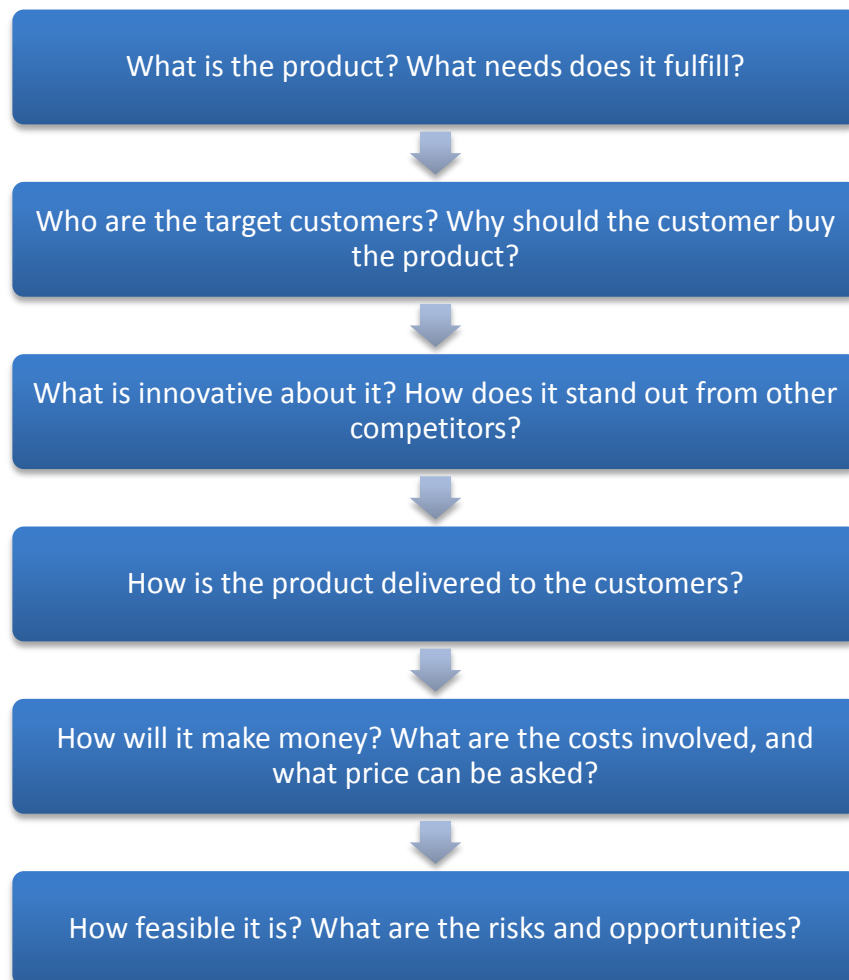 What is the product? What needs does it fulfill?
Who are the target customers? Why should the customer buy
the product?
What is innovative about it? How does it stand out from other
competitors?
How is the product delivered to the customers?
How will it make money? What are the costs involved, and
what price can be asked?
How feasible it is? What are the risks and opportunities?